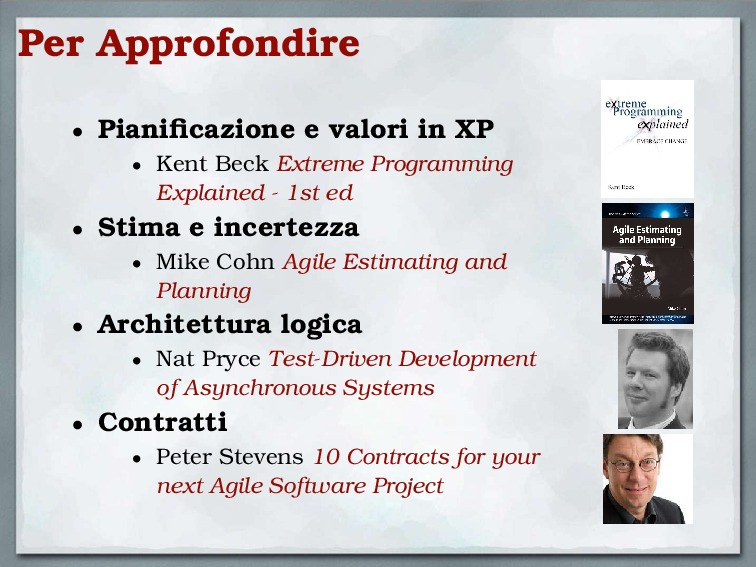 Per Approfondire
• Pianificazione e valori in XP
• Kent Beck Extreme Programming
Explained - 1st ed
• Stima e incertezza
• Mike Cohn Agile Estimating and
Planning
• Architettura logica
• Nat Pryce Test-Driven Development
of Asynchronous Systems
• Contratti
• Peter Stevens 10 Contracts for your
next Agile Software Project
extreme
Programming
explained
EMBRACE CHANGE
Kent Beck
Agile Estimating
and Planning
Mike Cohn